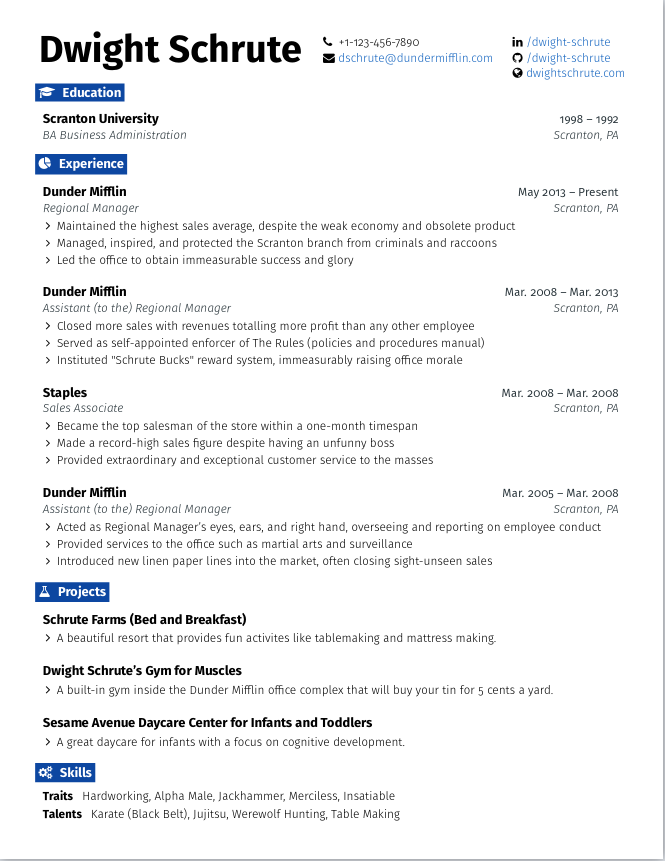 Dwight Schrute
+1-123-456-7890
dschrute@dundermifflin.com
/dwight-schrute
/dwight-schrute
dwightschrute.com
Education
Scranton University 1998 – 1992
BA Business Administration Scranton, PA
Experience
Dunder Mifflin May 2013 – Present
Regional Manager Scranton, PA
Maintained the highest sales average, despite the weak economy and obsolete product
Managed, inspired, and protected the Scranton branch from criminals and raccoons
Led the office to obtain immeasurable success and glory
Dunder Mifflin Mar. 2008 – Mar. 2013
Assistant (to the) Regional Manager Scranton, PA
Closed more sales with revenues totalling more profit than any other employee
Served as self-appointed enforcer of The Rules (policies and procedures manual)
Instituted "Schrute Bucks" reward system, immeasurably raising office morale
Staples Mar. 2008 – Mar. 2008
Sales Associate Scranton, PA
Became the top salesman of the store within a one-month timespan
Made a record-high sales figure despite having an unfunny boss
Provided extraordinary and exceptional customer service to the masses
Dunder Mifflin Mar. 2005 – Mar. 2008
Assistant (to the) Regional Manager Scranton, PA
Acted as Regional Manager’s eyes, ears, and right hand, overseeing and reporting on employee conduct
Provided services to the office such as martial arts and surveillance
Introduced new linen paper lines into the market, often closing sight-unseen sales
Projects
Schrute Farms (Bed and Breakfast)
A beautiful resort that provides fun activites like tablemaking and mattress making.
Dwight Schrute’s Gym for Muscles
A built-in gym inside the Dunder Mifflin office complex that will buy your tin for 5 cents a yard.
Sesame Avenue Daycare Center for Infants and Toddlers
A great daycare for infants with a focus on cognitive development.
Skills
Traits Hardworking, Alpha Male, Jackhammer, Merciless, Insatiable
Talents Karate (Black Belt), Jujitsu, Werewolf Hunting, Table Making